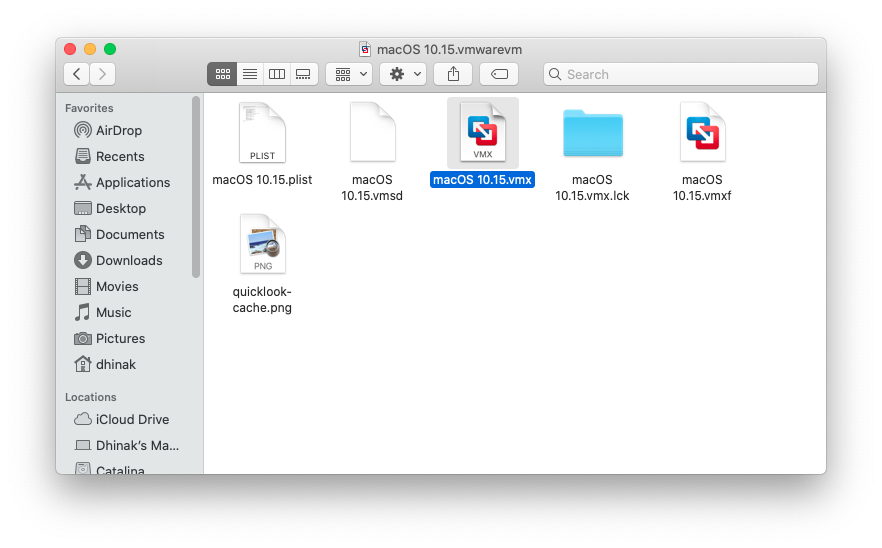 macOS 10.15.vmwarevm
Search
Favorites
AirDrop
Recents
Applications
Desktop
Documents
Downloads
Movies
Music
Pictures
dhinak
Locations
iCloud Drive
Dhinak’s Ma...
Catalina
PLIST
macOS 10.15.plist
macOS
10.15.vmsd
VMX
macOS 10.15.vmx
macOS
10.15.vmx.lck
macOS
10.15.vmxf
PNG
quicklook-
cache.png